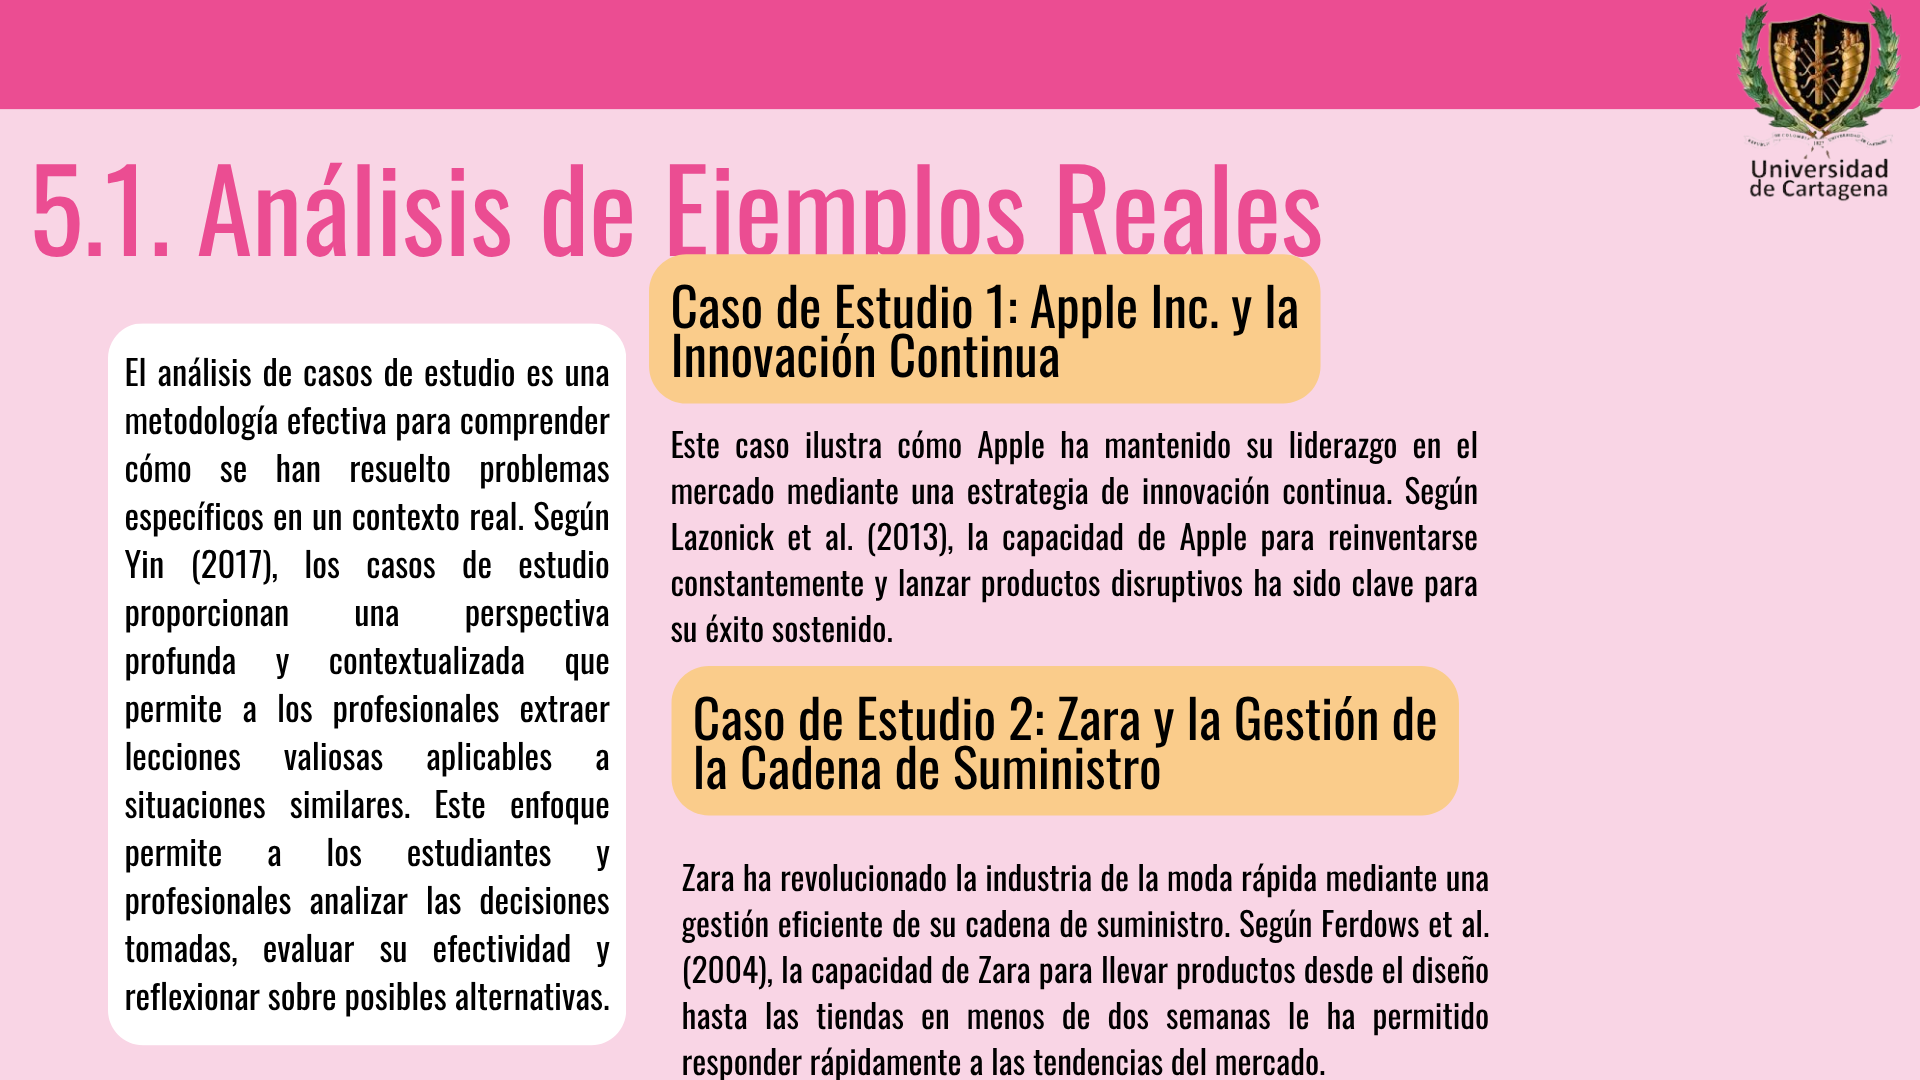 Universidad
de Cartagena
5.1. Análisis de Ejemplos Reales
El análisis de casos de estudio es una
metodología efectiva para comprender
cómo se han resuelto problemas
específicos en un contexto real. Según
Yin (2017), los casos de estudio
proporcionan una perspectiva
profunda y contextualizada que
permite a los profesionales extraer
lecciones valiosas aplicables a
situaciones similares. Este enfoque
permite a los estudiantes y
profesionales analizar las decisiones
tomadas, evaluar su efectividad y
reflexionar sobre posibles alternativas.
Caso de Estudio 1: Apple Inc. y la
Innovación Continua
Este caso ilustra cómo Apple ha mantenido su liderazgo en el
mercado mediante una estrategia de innovación continua. Según
Lazonick et al. (2013), la capacidad de Apple para reinventarse
constantemente y lanzar productos disruptivos ha sido clave para
su éxito sostenido.
Caso de Estudio 2: Zara y la Gestión de
la Cadena de Suministro
Zara ha revolucionado la industria de la moda rápida mediante una
gestión eficiente de su cadena de suministro. Según Ferdows et al.
(2004), la capacidad de Zara para llevar productos desde el diseño
hasta las tiendas en menos de dos semanas le ha permitido
responder rápidamente a las tendencias del mercado.